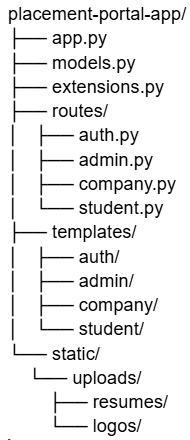 placement-portal-app/
├── app.py
├── models.py
├── extensions.py
├── routes/
│   ├── auth.py
│   ├── admin.py
│   ├── company.py
│   └── student.py
├── templates/
│   ├── auth/
│   ├── admin/
│   ├── company/
│   └── student/
└── static/
    └── uploads/
        ├── resumes/
        └── logos/